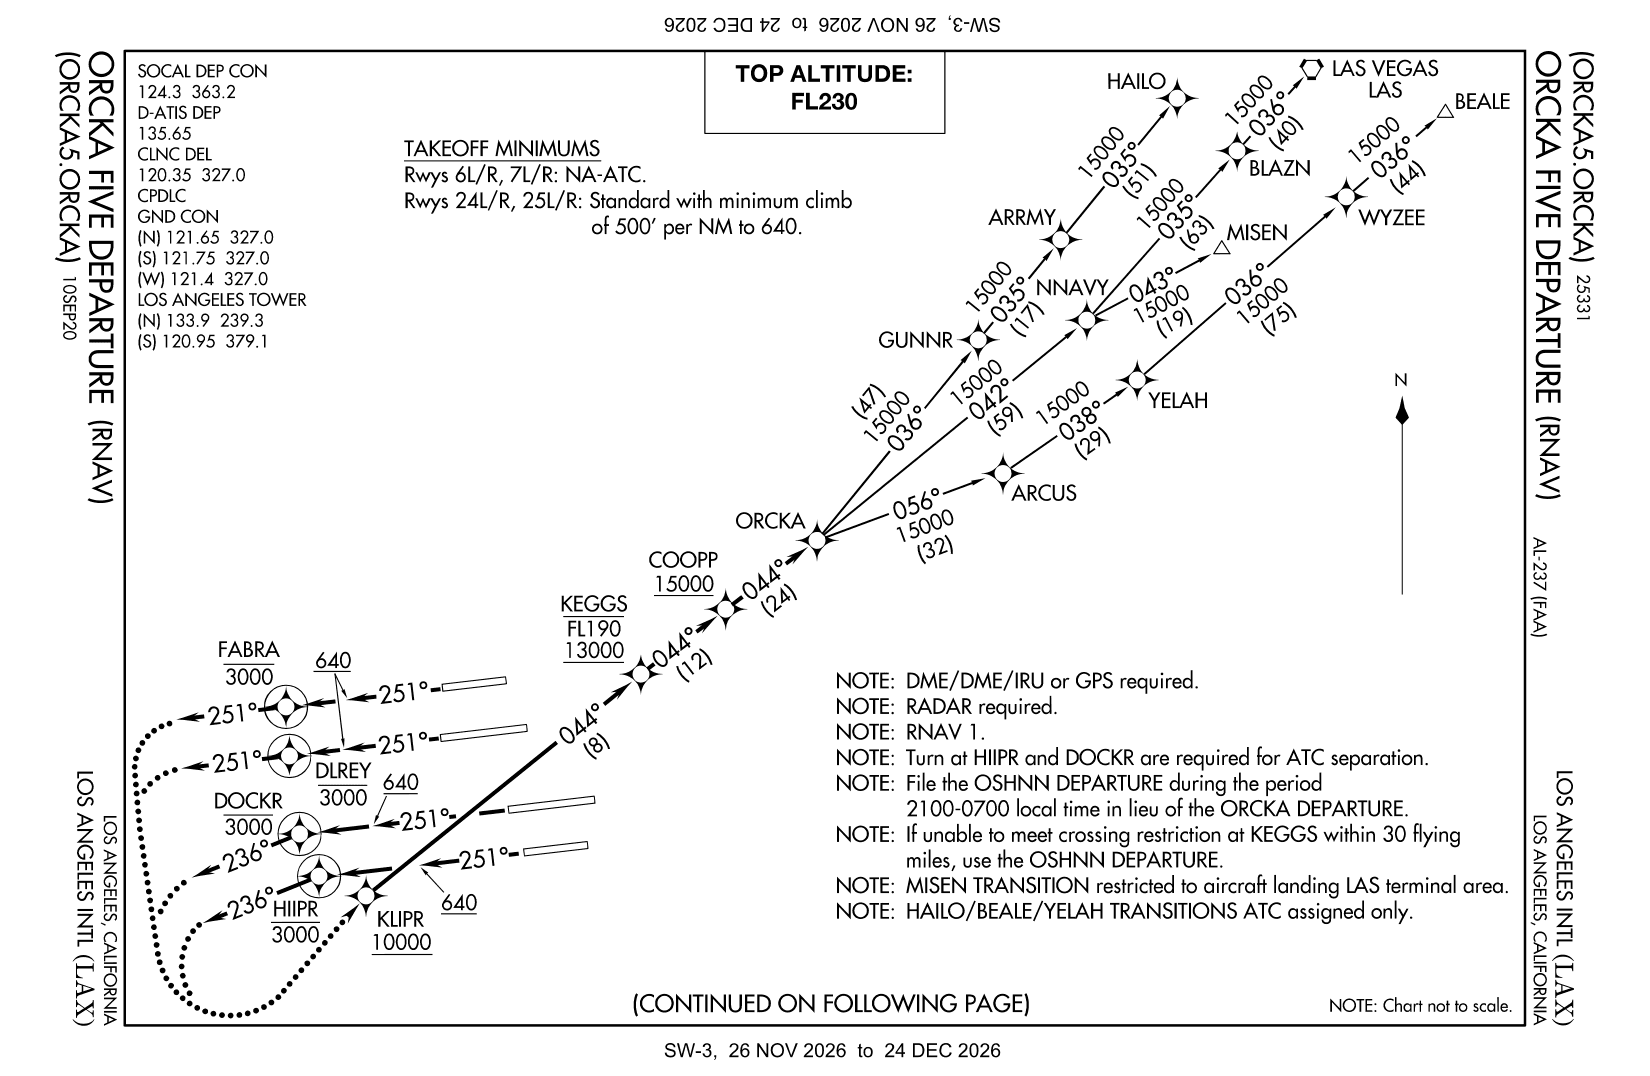 SW-3, 26 NOV 2026 to 24 DEC 2026
ORCKA FIVE DEPARTURE (RNAV)
(ORCKA5.ORCKA) 10SEP20
LOS ANGELES INTL (LAX)
LOS ANGELES, CALIFORNIA
SOCAL DEP CON
124.3 363.2
D-ATIS DEP
135.65
CLNC DEL
120.35 327.0
CPDLC
GND CON
(N) 121.65 327.0
(S) 121.75 327.0
(W) 121.4 327.0
LOS ANGELES TOWER
(N) 133.9 239.3
(S) 120.95 379.1
TOP ALTITUDE:
FL230
TAKEOFF MINIMUMS
Rwys 6L/R, 7L/R: NA-ATC.
Rwys 24L/R, 25L/R: Standard with minimum climb
of 500' per NM to 640.
HAILO
15000
035°
(51)
ARRMY
15000
035°
(17)
GUNNR
(47)
15000
036°
LAS VEGAS
LAS
15000
036°
(40)
BLAZN
15000
035°
(63)
NNAVY
15000
042°
(59)
MISEN
043°
15000
(19)
BEALE
15000
036°
(44)
WYZEE
036°
15000
(75)
YELAH
15000
038°
(29)
ARCUS
056°
15000
(32)
N
ORCKA
044°
(24)
COOPP
15000
044°
(12)
KEGGS
FL190
13000
044°
(8)
FABRA
3000
640
251°
251°
251°
251°
DLREY
3000
DOCKR
3000
640
251°
236°
251°
236°
HIIPR
3000
640
KLIPR
10000
NOTE: DME/DME/IRU or GPS required.
NOTE: RADAR required.
NOTE: RNAV 1.
NOTE: Turn at HIIPR and DOCKR are required for ATC separation.
NOTE: File the OSHNN DEPARTURE during the period
2100-0700 local time in lieu of the ORCKA DEPARTURE.
NOTE: If unable to meet crossing restriction at KEGGS within 30 flying
miles, use the OSHNN DEPARTURE.
NOTE: MISEN TRANSITION restricted to aircraft landing LAS terminal area.
NOTE: HAILO/BEALE/YELAH TRANSITIONS ATC assigned only.
(CONTINUED ON FOLLOWING PAGE)
NOTE: Chart not to scale.
(ORCKA5.ORCKA) 25331
ORCKA FIVE DEPARTURE (RNAV)
AL-237 (FAA)
LOS ANGELES INTL (LAX)
LOS ANGELES, CALIFORNIA
SW-3, 26 NOV 2026 to 24 DEC 2026